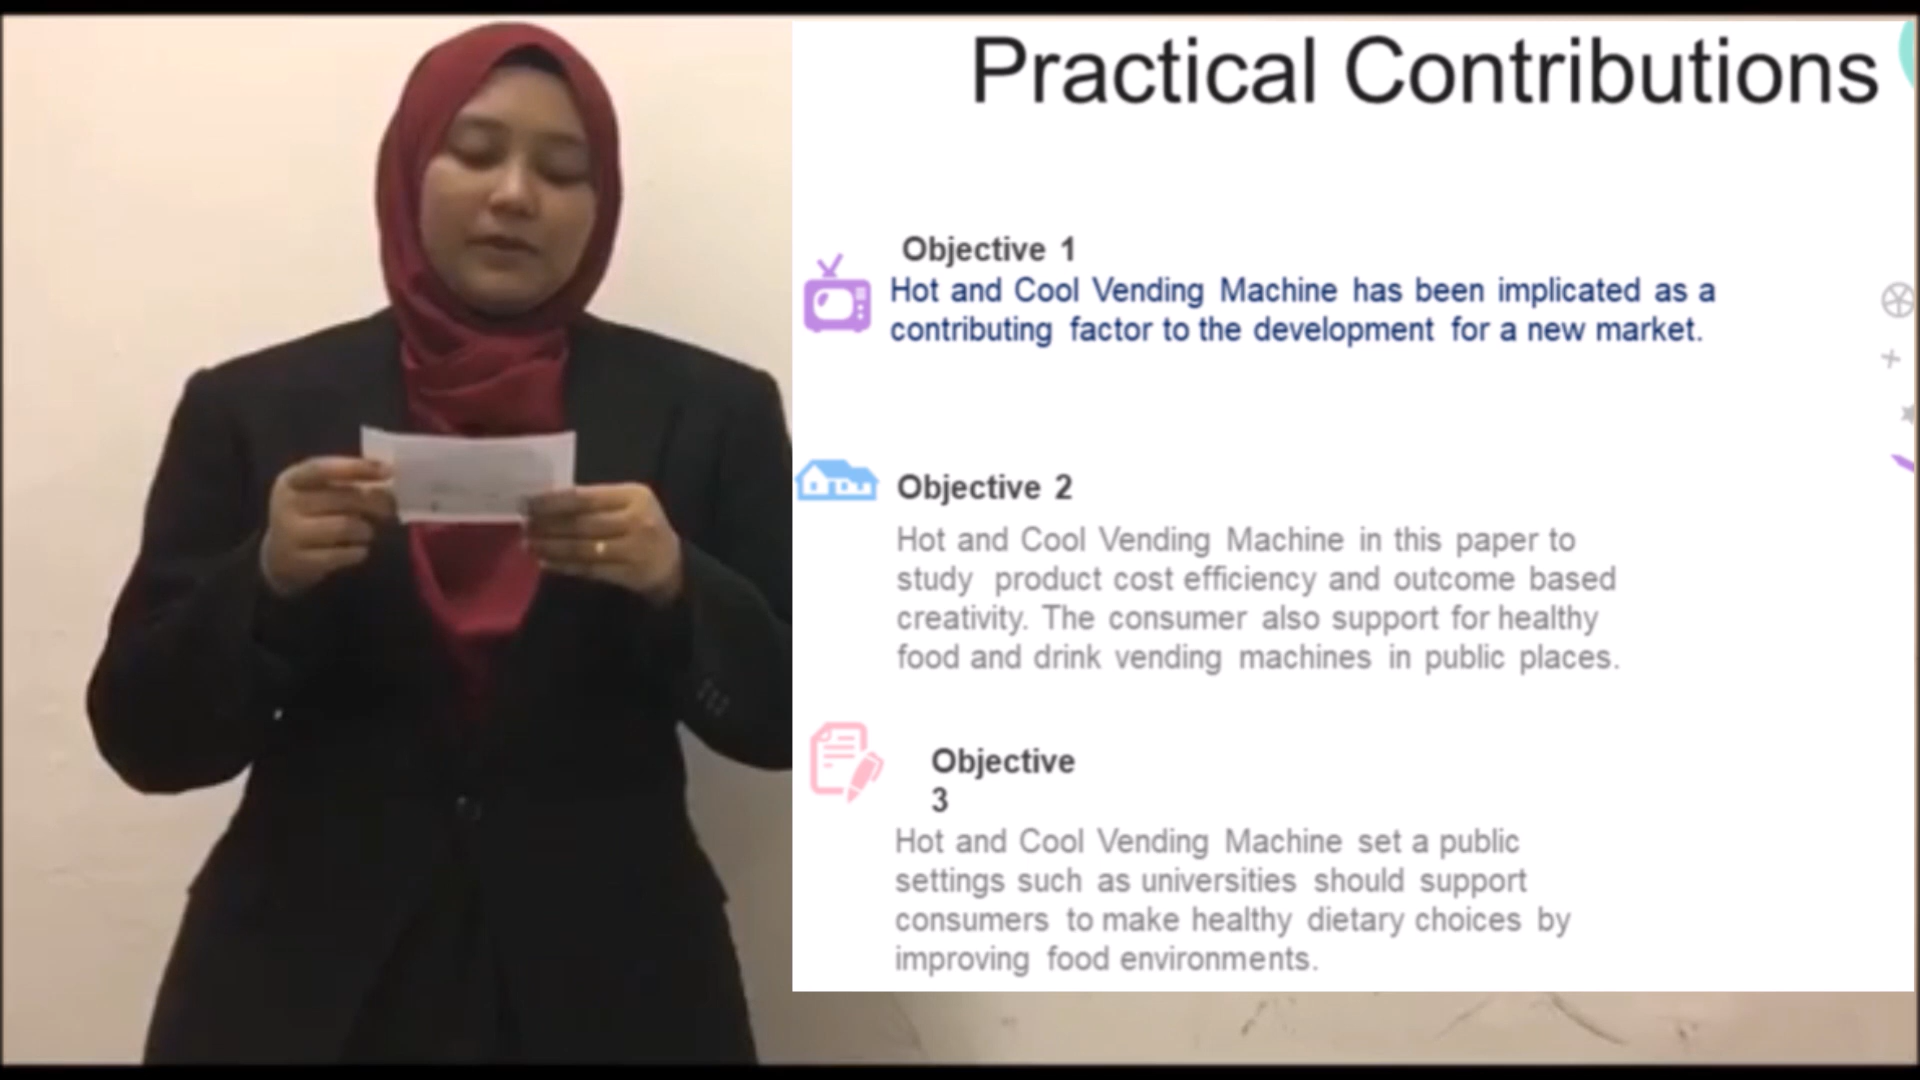 Practical Contributions
Objective 1
Hot and Cool Vending Machine has been implicated as a
contributing factor to the development for a new market.
Objective 2
Hot and Cool Vending Machine in this paper to
study product cost efficiency and outcome based
creativity. The consumer also support for healthy
food and drink vending machines in public places.
Objective
3
Hot and Cool Vending Machine set a public
settings such as universities should support
consumers to make healthy dietary choices by
improving food environments.